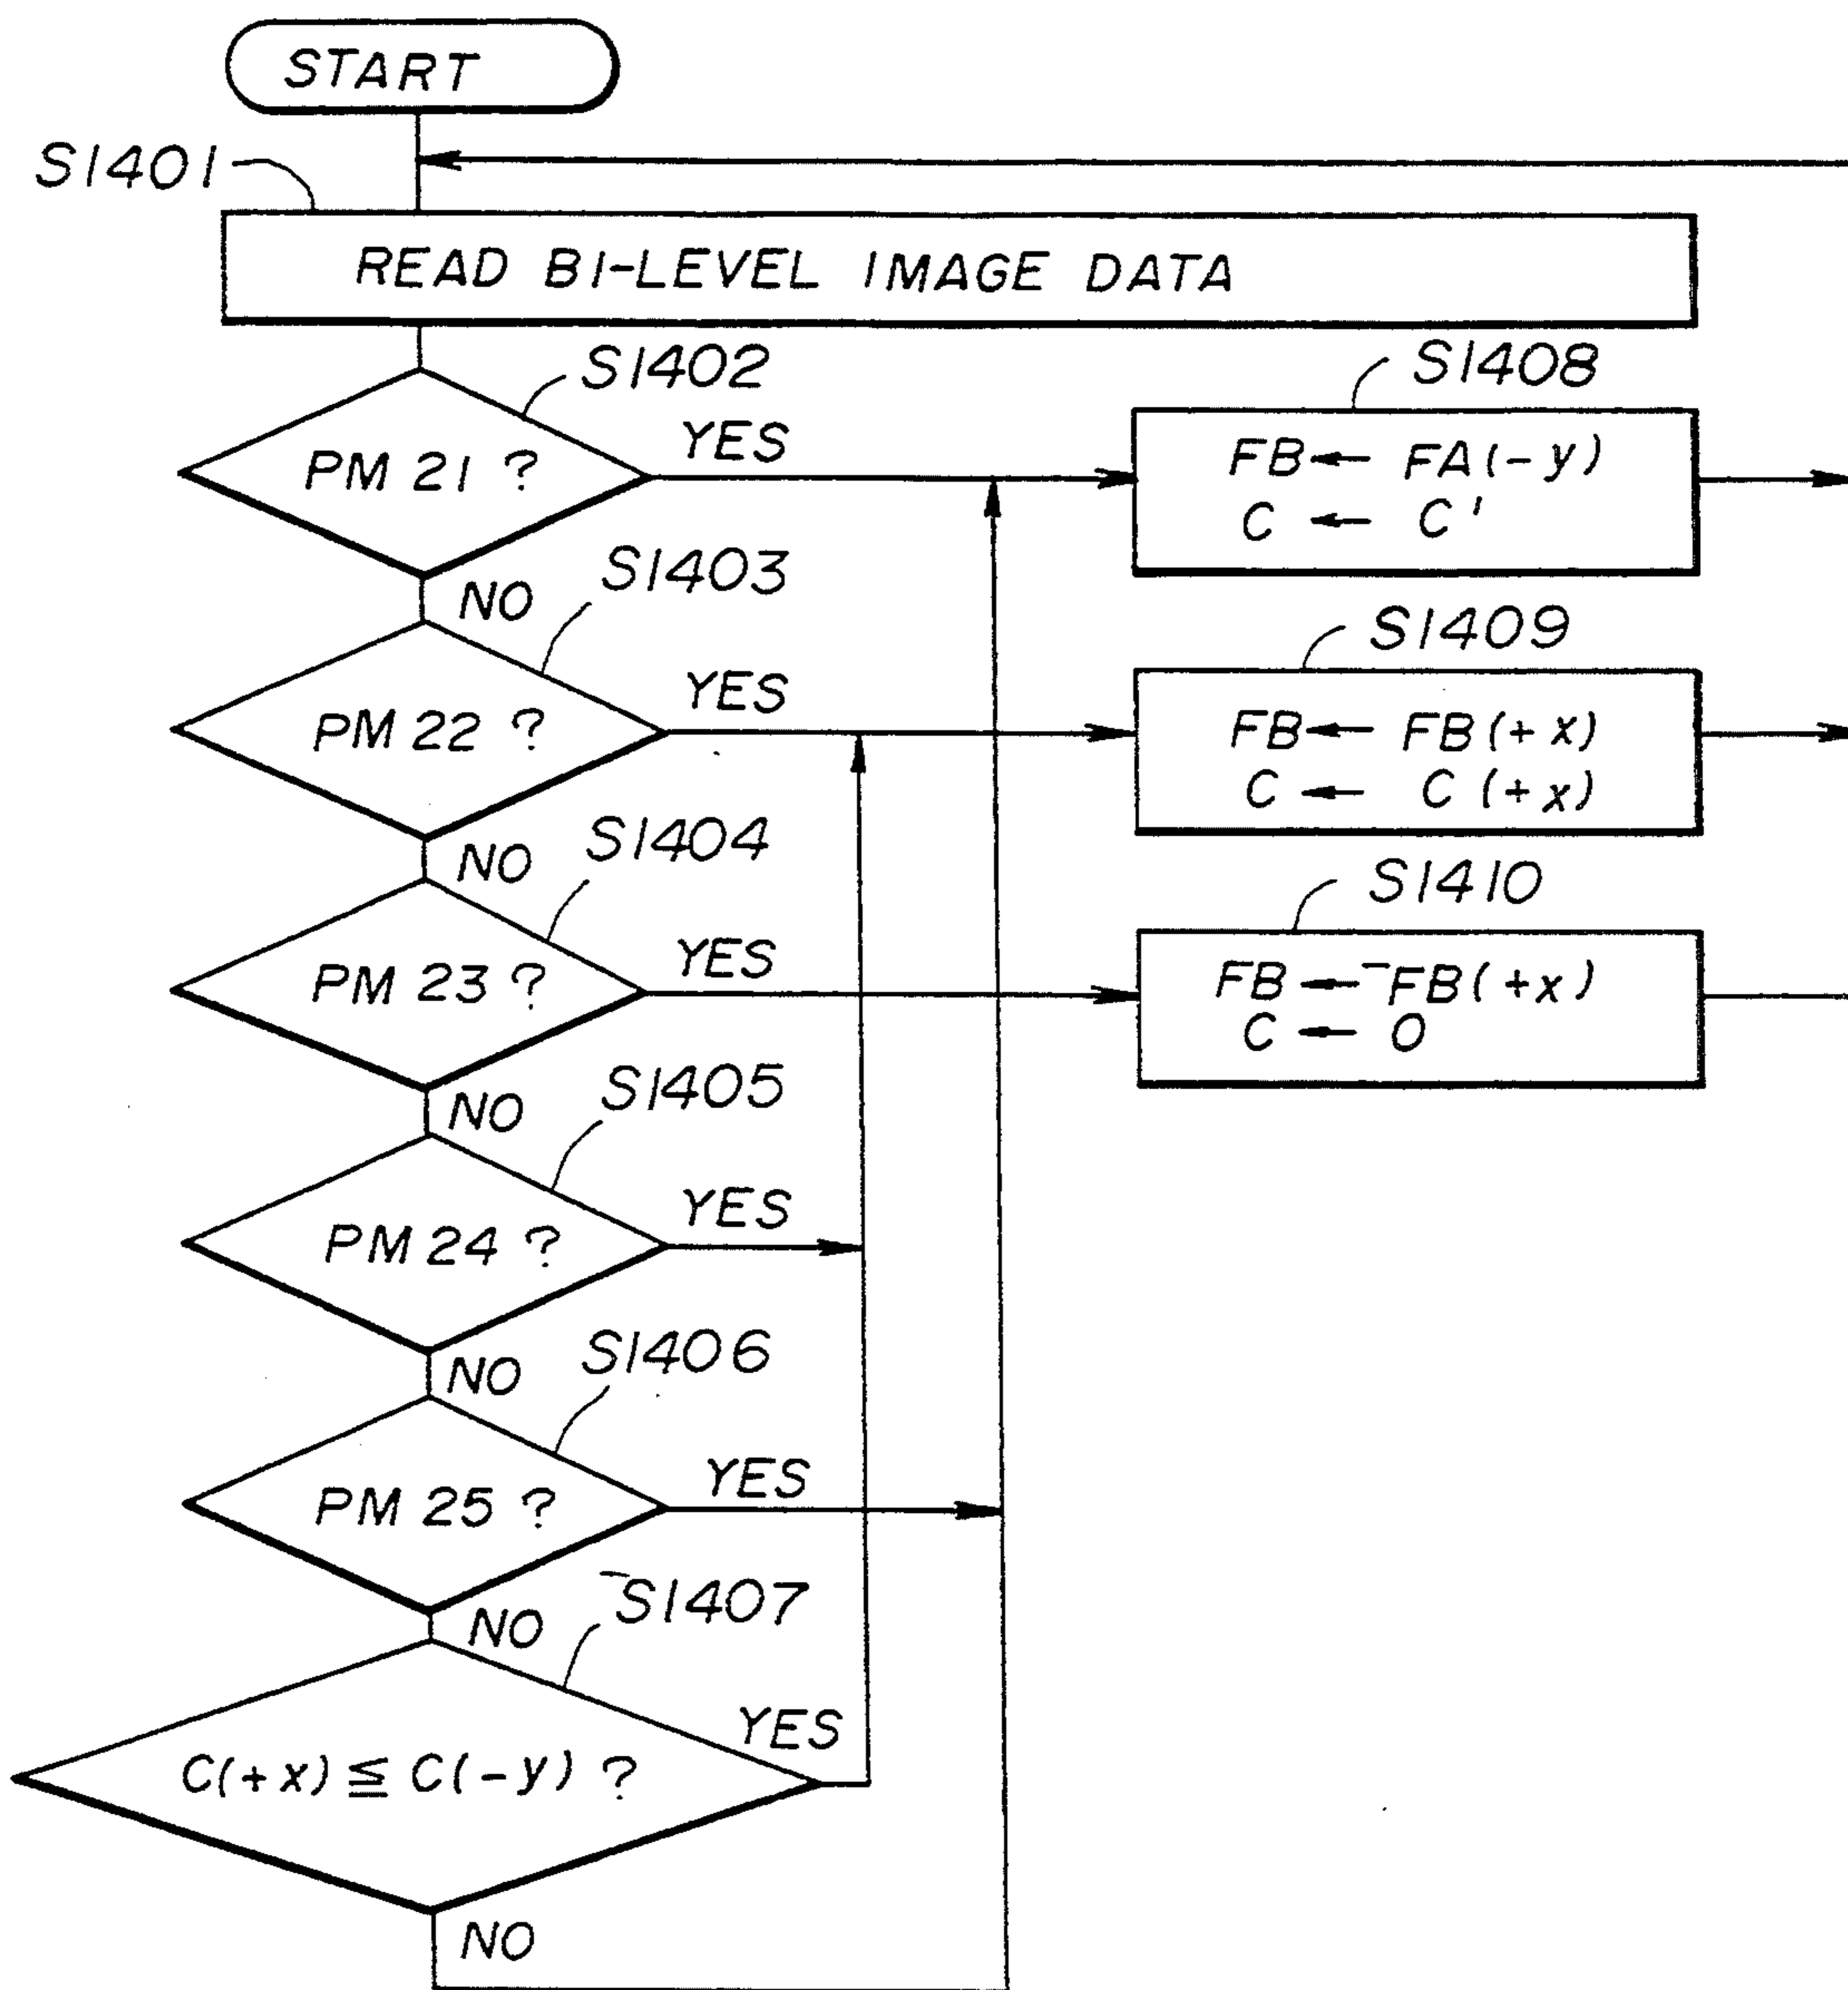 START
S1401
READ BI-LEVEL IMAGE DATA
S1402
PM 21 ?
YES
NO
S1408
FB ← FA(-y)
C ← C'
S1403
PM 22 ?
YES
NO
S1409
FB ← FB(+x)
C ← C(+x)
S1404
PM 23 ?
YES
NO
S1410
FB ← FB(+x)
C ← 0
S1405
PM 24 ?
YES
NO
S1406
PM 25 ?
YES
NO
S1407
C(+x) ≦ C(-y) ?
YES
NO